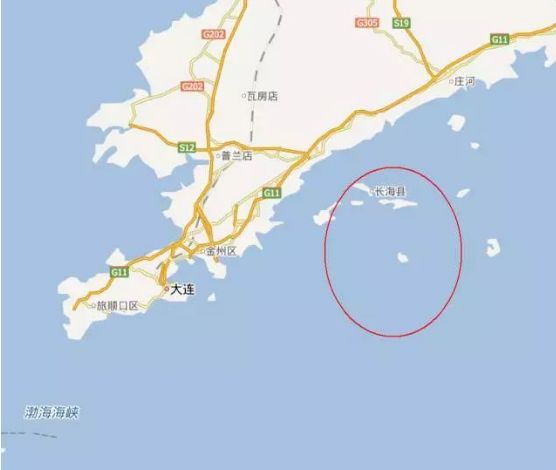 G305
S19
G202
G11
庄河
G202
瓦房店
S12
普兰店
长海县
G11
金州区
G11
大连
旅顺口区
渤海海峡